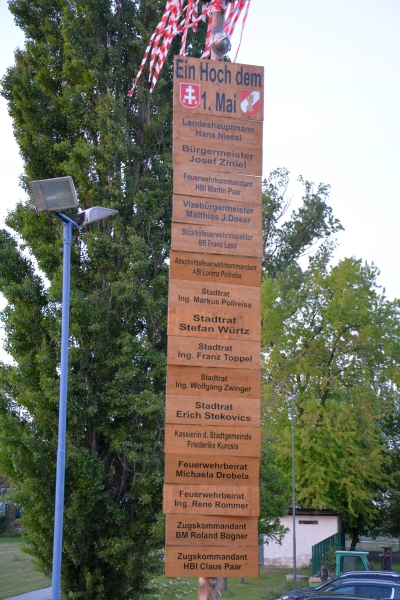 Ein Hoch dem
1. Mai
Landeshauptmann
Hans Niessl
Bürgermeister
Josef Ziniel
Feuerwehrkommandant
HBI Martin Paar
Vizebürgermeister
Matthias J.Doser
Bezirksfeuerwehrinspektor
BR Franz Lass
Abschnittsfeuerwehrkommandant
ABI Lorenz Pollreiss
Stadtrat
Ing. Markus Pollreiss
Stadtrat
Stefan Würtz
Stadtrat
Ing. Franz Toppel
Stadtrat
Ing. Wolfgang Zwinger
Stadtrat
Erich Stekovics
Kassierin d. Stadtgemeinde
Frederiks Kurcsis
Feuerwehrbeirat
Michaela Drobela
Feuerwehrbeirat
Ing. Rene Rommer
Zugskommandant
BM Roland Bogner
Zugskommandant
HBI Claus Paar